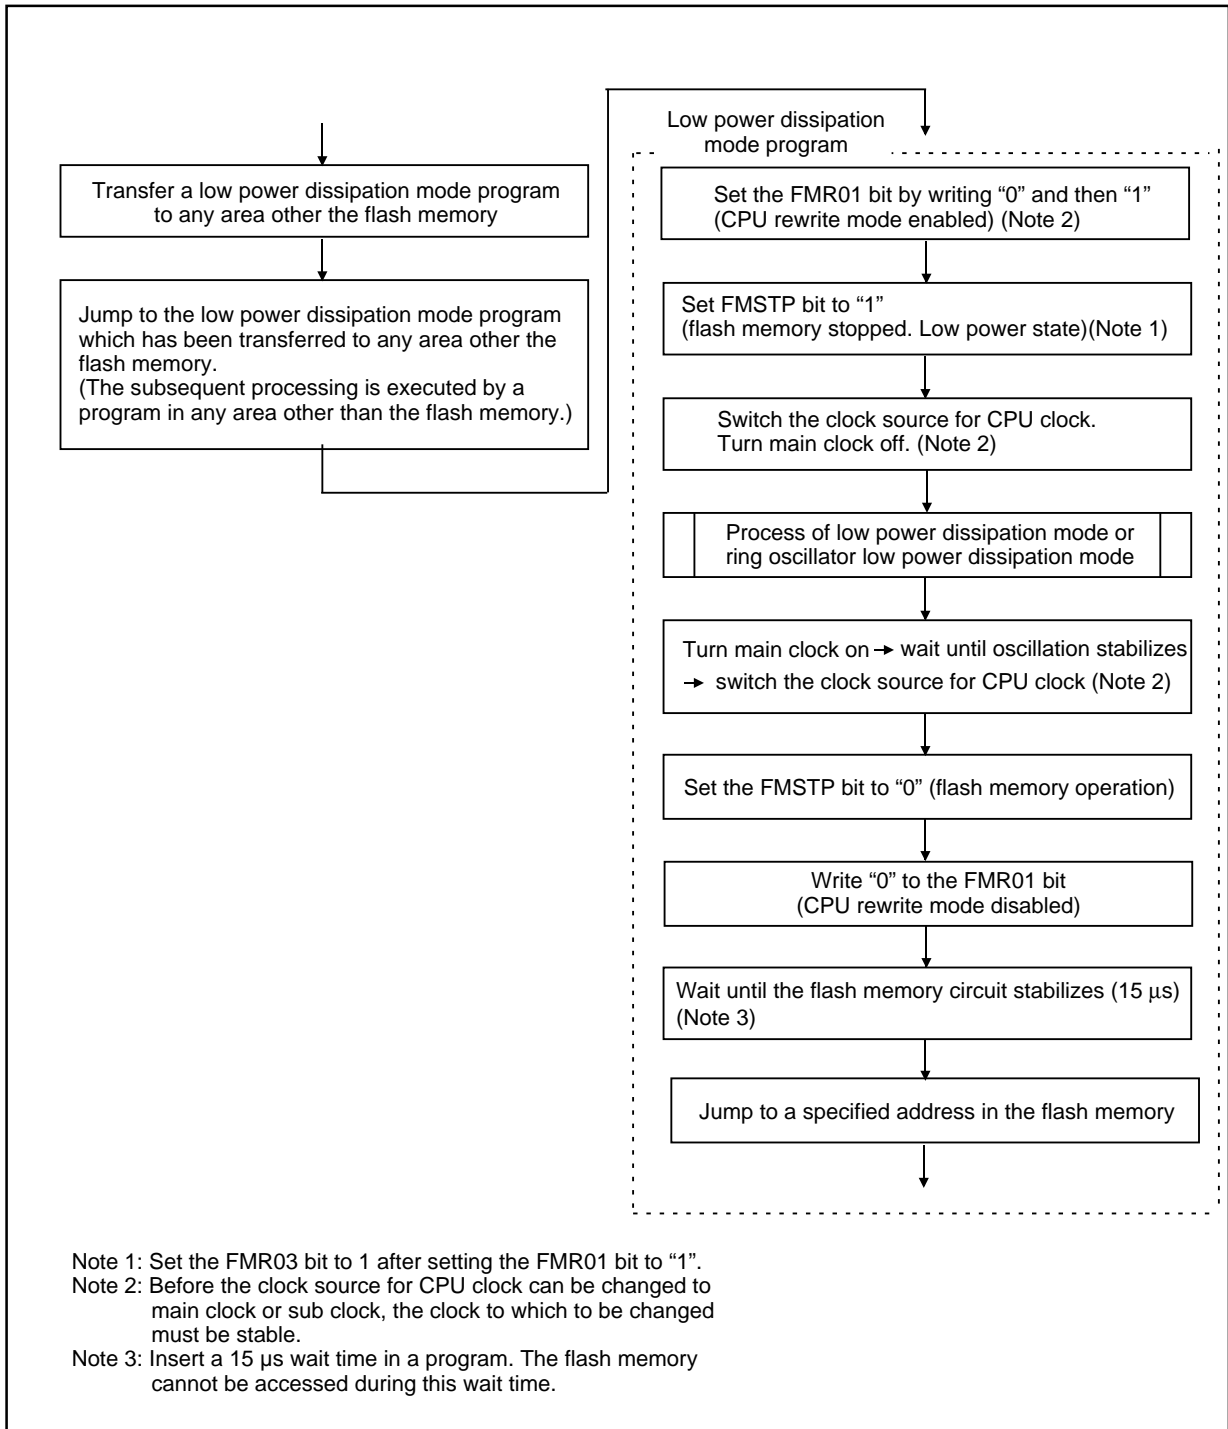 Transfer a low power dissipation mode program
to any area other the flash memory
Jump to the low power dissipation mode program
which has been transferred to any area other the
flash memory.
(The subsequent processing is executed by a
program in any area other than the flash memory.)
Low power dissipation
mode program
Set the FMR01 bit by writing “0” and then “1”
(CPU rewrite mode enabled) (Note 2)
Set FMSTP bit to “1”
(flash memory stopped. Low power state)(Note 1)
Switch the clock source for CPU clock.
Turn main clock off. (Note 2)
Process of low power dissipation mode or
ring oscillator low power dissipation mode
Turn main clock on → wait until oscillation stabilizes
→ switch the clock source for CPU clock (Note 2)
Set the FMSTP bit to “0” (flash memory operation)
Write “0” to the FMR01 bit
(CPU rewrite mode disabled)
Wait until the flash memory circuit stabilizes (15 μs)
(Note 3)
Jump to a specified address in the flash memory
Note 1: Set the FMR03 bit to 1 after setting the FMR01 bit to “1”.
Note 2: Before the clock source for CPU clock can be changed to
main clock or sub clock, the clock to which to be changed
must be stable.
Note 3: Insert a 15 µs wait time in a program. The flash memory
cannot be accessed during this wait time.